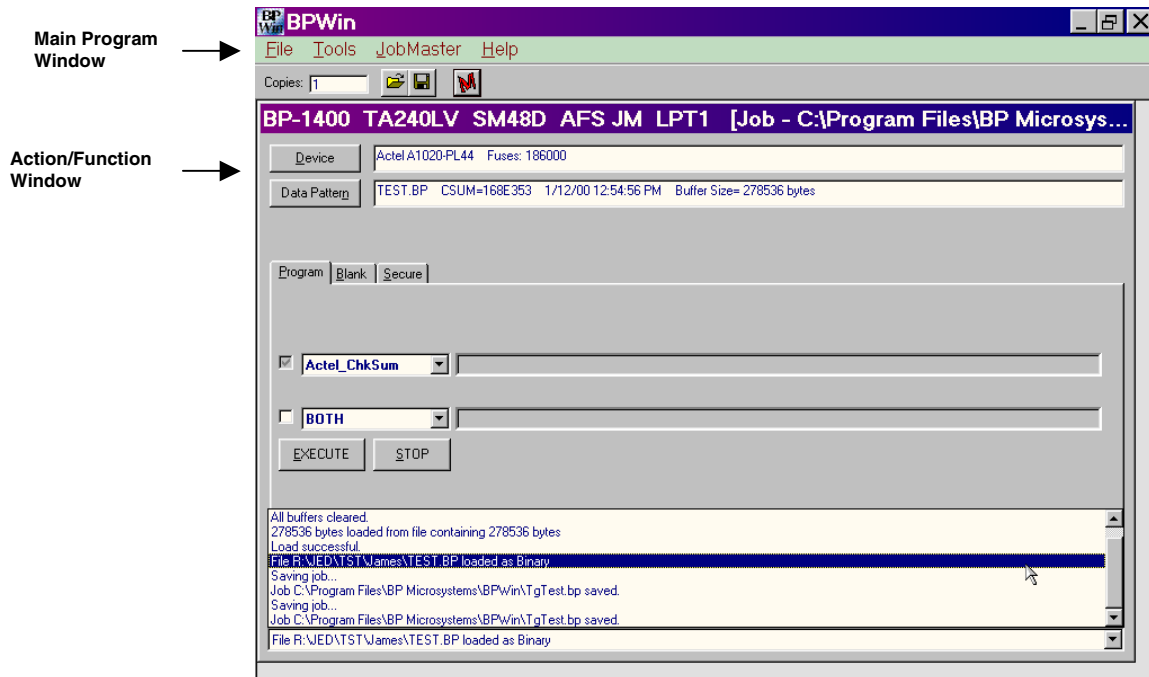 BP Win BPWin
Main Program Window
File Tools JobMaster Help
Copies: 1
BP-1400 TA240LV SM48D AFS JM LPT1 [Job - C:\Program Files\BP Microsys...
Action/Function Window
Device Actel A1020-PL44 Fuses: 186000
Data Pattern TEST.BP CSUM=168E353 1/12/00 12:54:56 PM Buffer Size= 278536 bytes
Program Blank Secure
Actel_ChkSum
BOTH
EXECUTE STOP
All buffers cleared.
278536 bytes loaded from file containing 278536 bytes
Load successful.
File R:\JED\TST\James\TEST.BP loaded as Binary
Saving job...
Job C:\Program Files\BP Microsystems\BPWin\TgTest.bp saved.
Saving job...
Job C:\Program Files\BP Microsystems\BPWin\TgTest.bp saved.
File R:\JED\TST\James\TEST.BP loaded as Binary